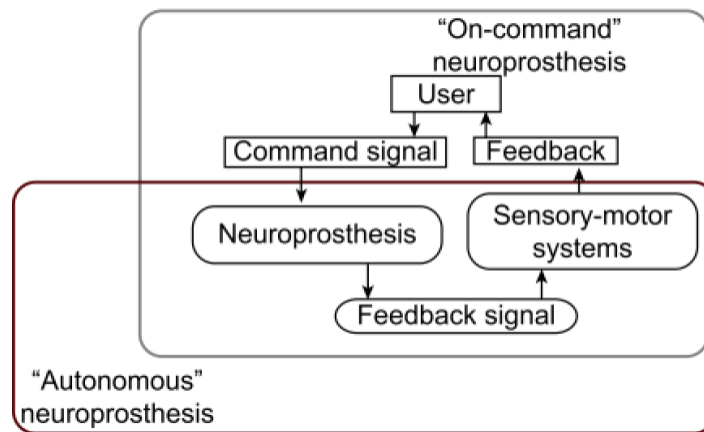 “On-command”
neuroprosthesis
User
Command signal
Feedback
Neuroprosthesis
Sensory-motor
systems
Feedback signal
“Autonomous”
neuroprosthesis